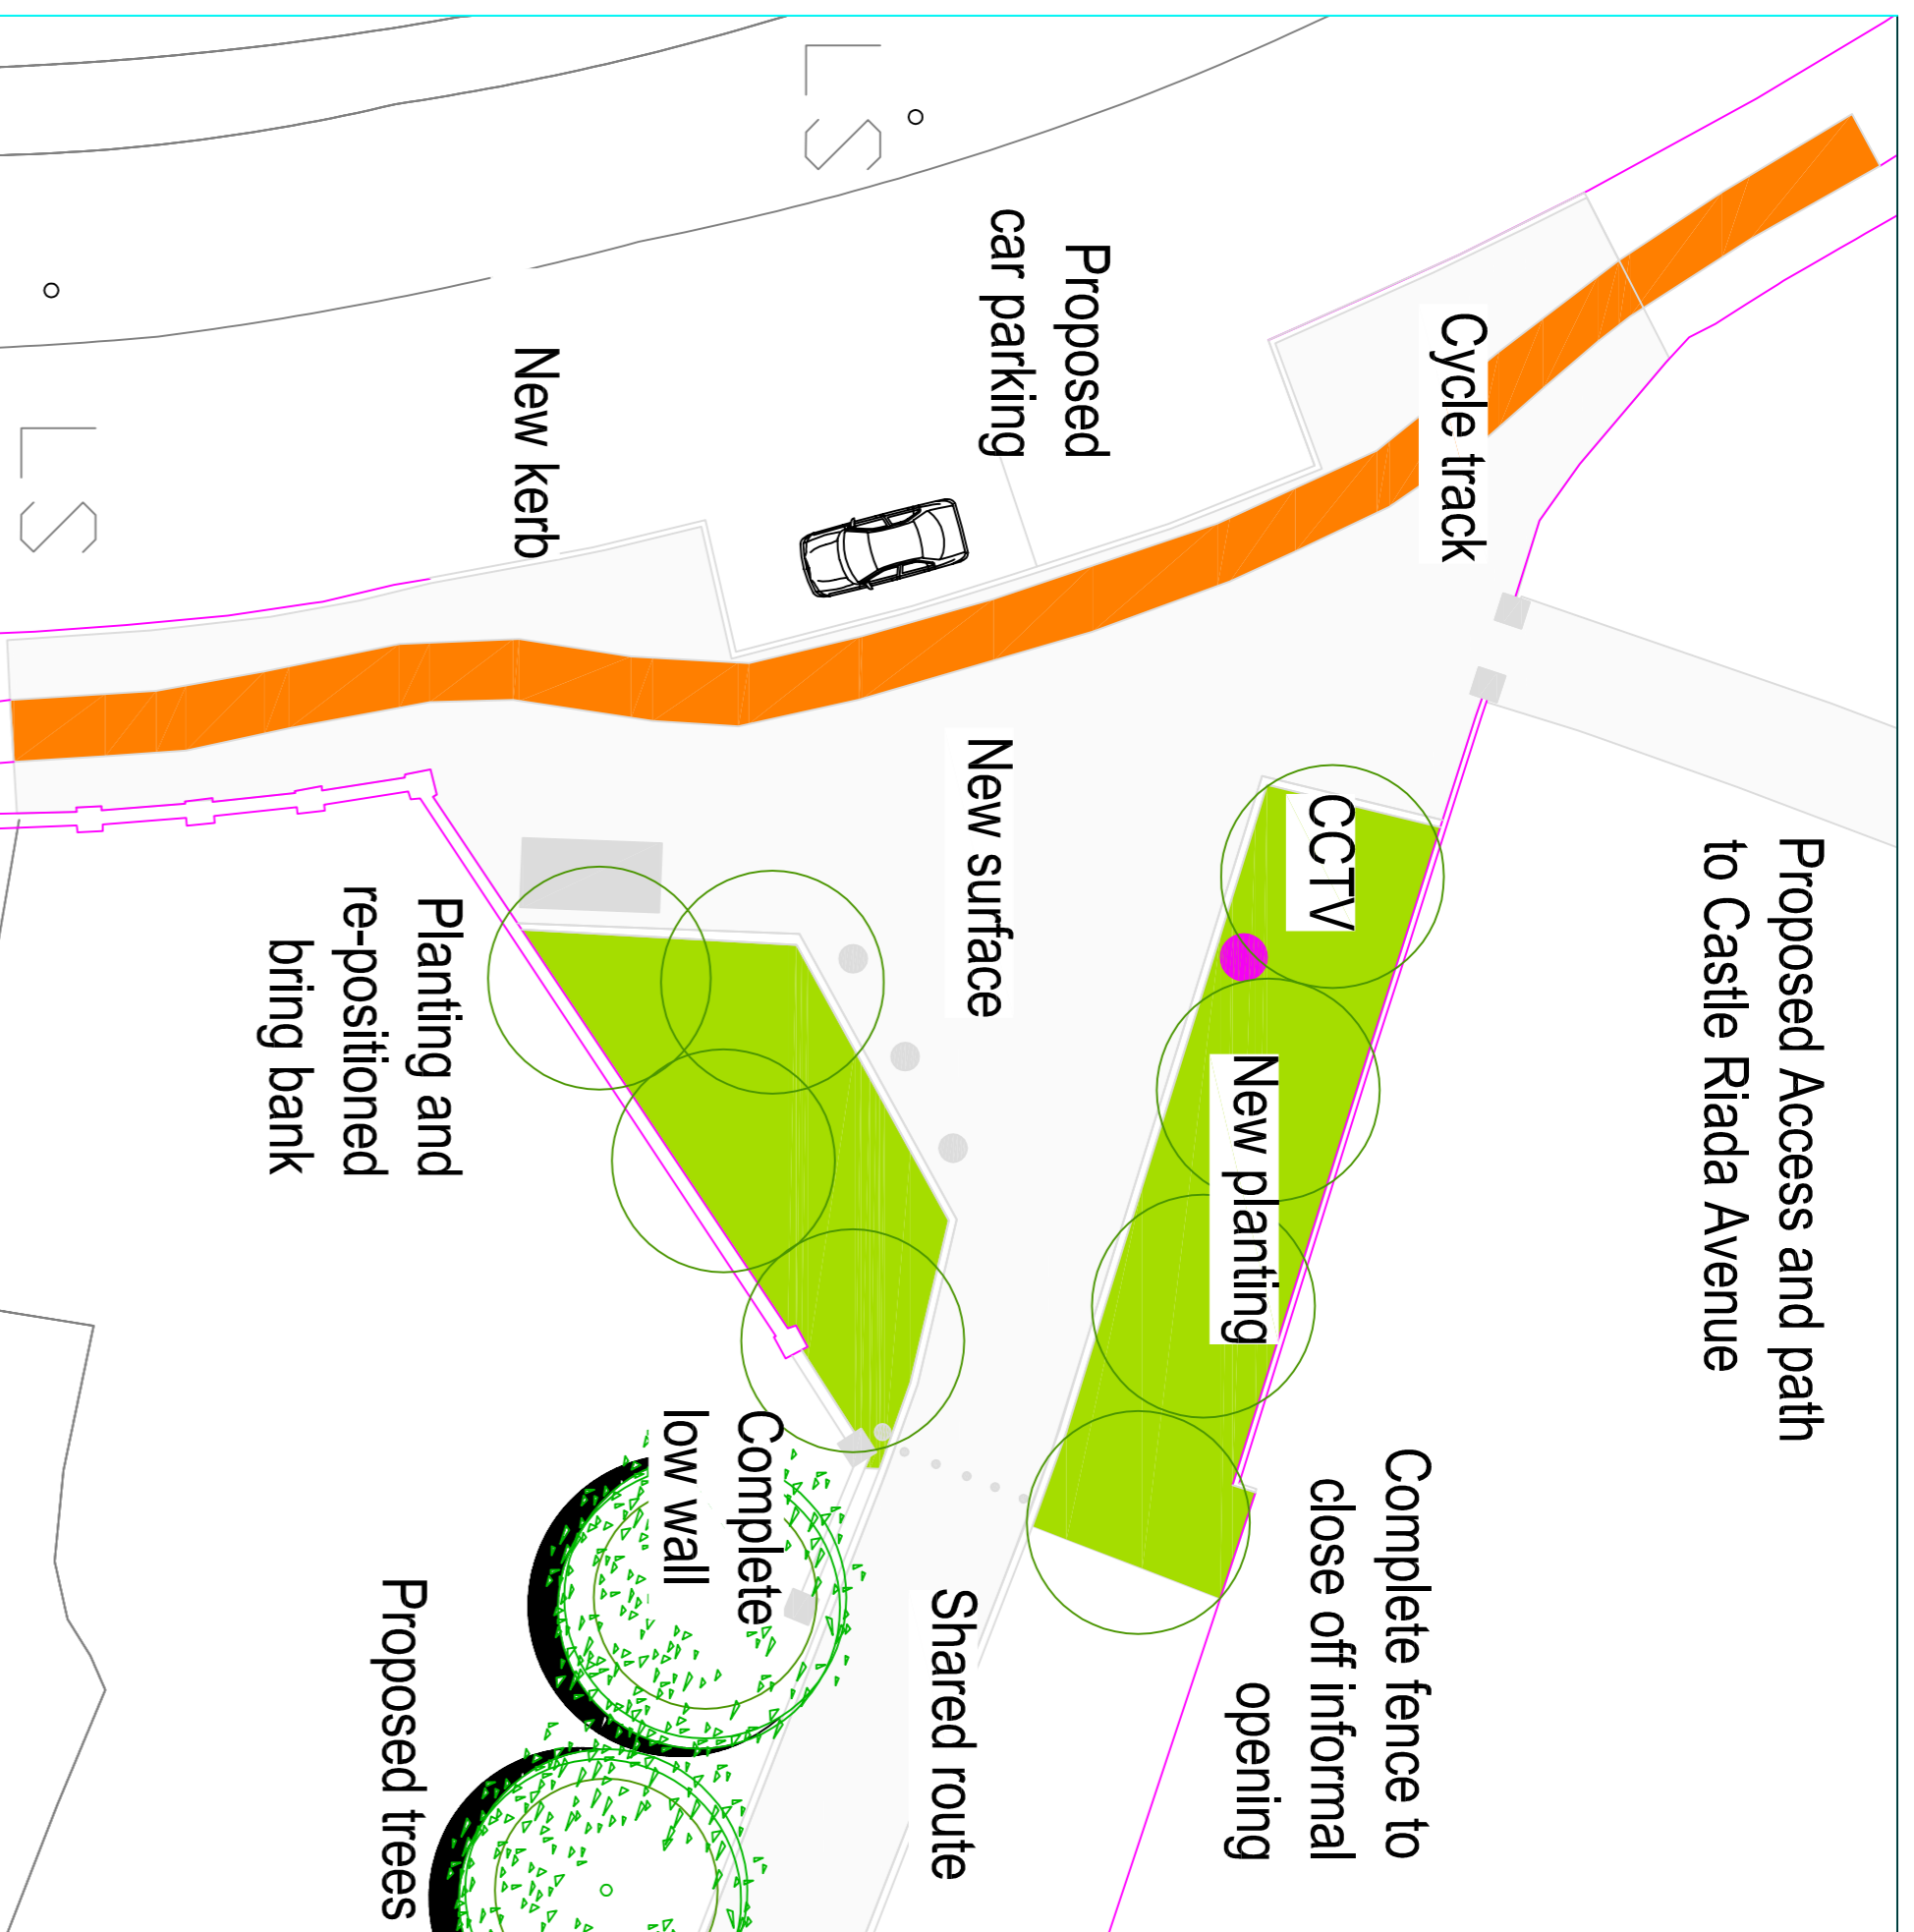 Proposed Access and path
to Castle Riada Avenue
Cycle track
Complete fence to
close off informal
opening
CCTV
New planting
Proposed
car parking
New surface
Shared route
LS
New kerb
Complete
low wall
Planting and
re-positioned
bring bank
Proposed trees
LS